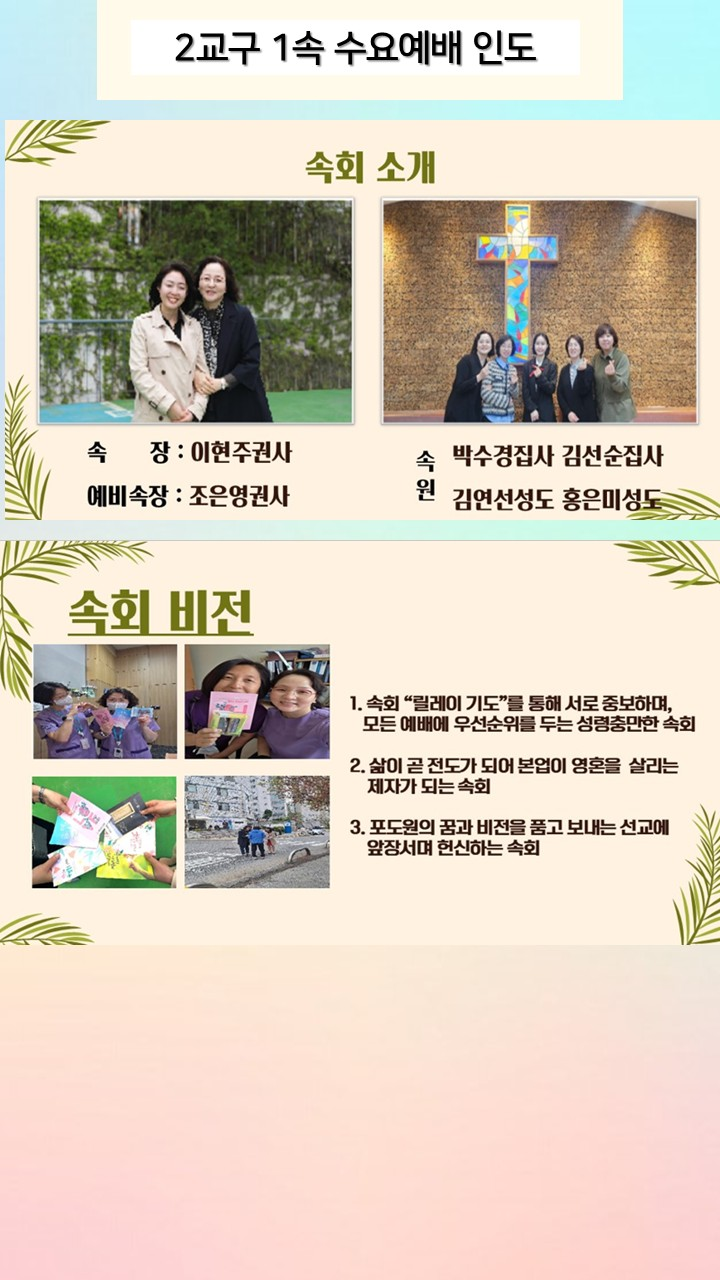 2교구 1속 수요예배 인도
속회 소개
속 장 : 이현주권사
예비속장 : 조은영권사
속원
박수경집사 김선순집사
김연선성도 홍은미성도
속회 비전
1. 속회 “릴레이 기도”를 통해 서로 중보하며,
모든 예배에 우선순위를 두는 성령충만한 속회
2. 삶이 곧 전도가 되어 본업이 영혼을 살리는
제자가 되는 속회
3. 포도원의 꿈과 비전을 품고 보내는 선교에
앞장서며 헌신하는 속회